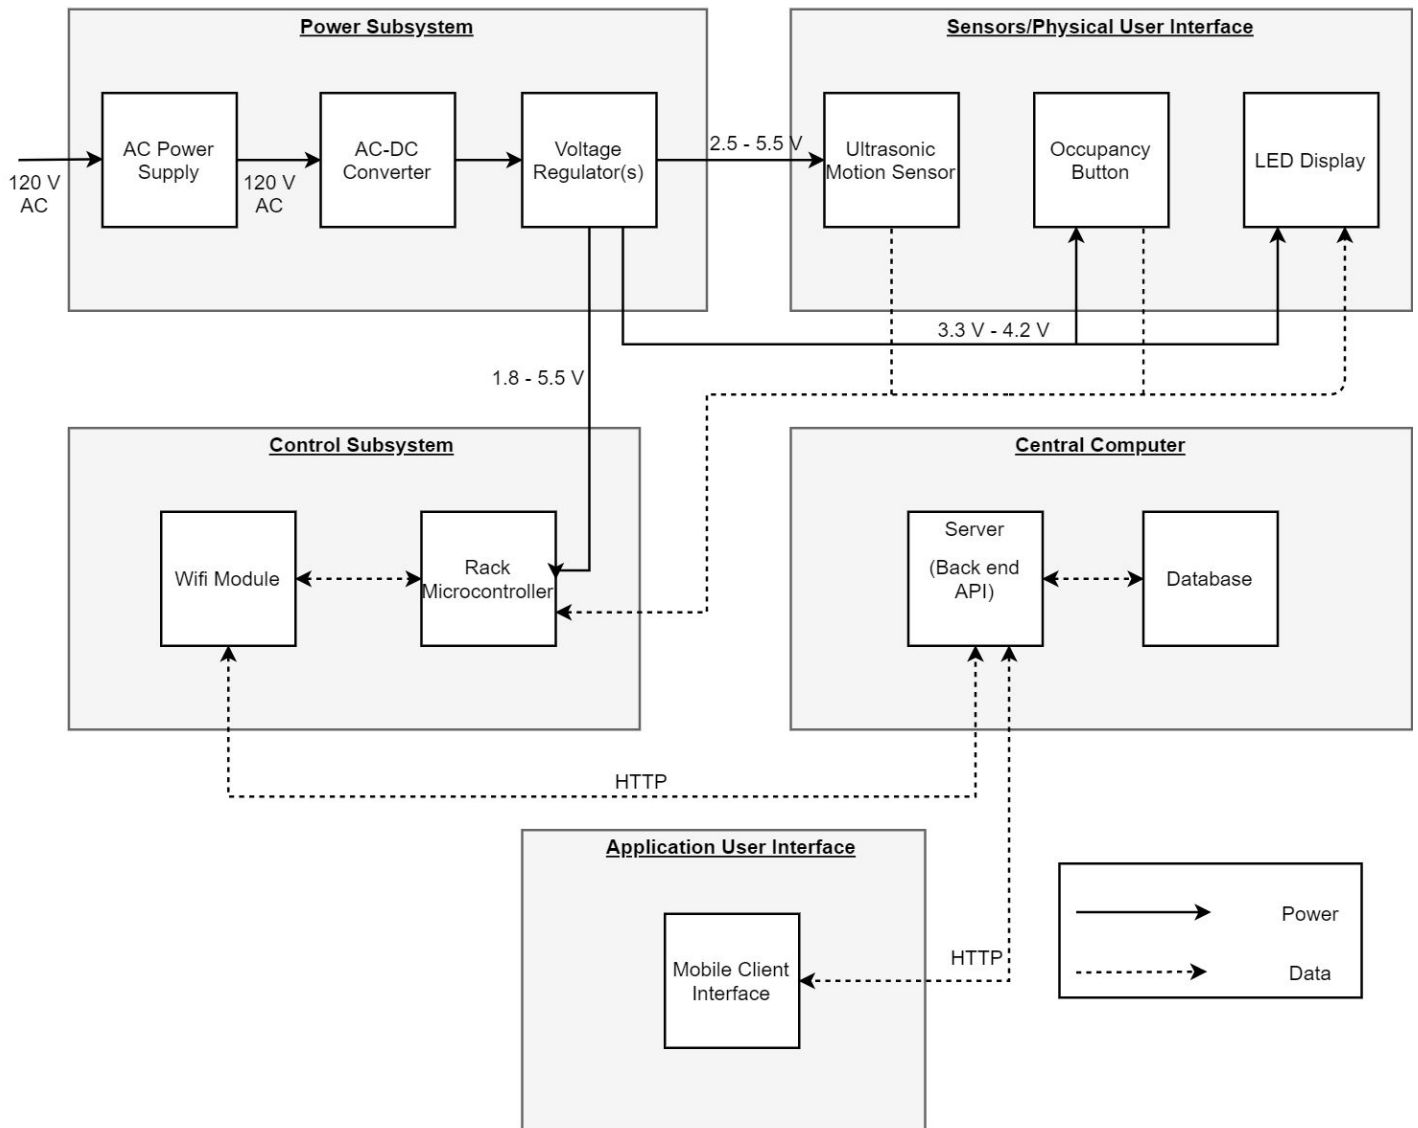 Power Subsystem
AC Power
Supply
AC-DC
Converter
Voltage
Regulator(s)
120 V
AC
120 V
AC
2.5 - 5.5 V
Sensors/Physical User Interface
Ultrasonic
Motion Sensor
Occupancy
Button
LED Display
3.3 V - 4.2 V
1.8 - 5.5 V
Control Subsystem
Wifi Module
Rack
Microcontroller
Central Computer
Server
(Back end
API)
Database
HTTP
Application User Interface
Mobile Client
Interface
HTTP
Power
Data